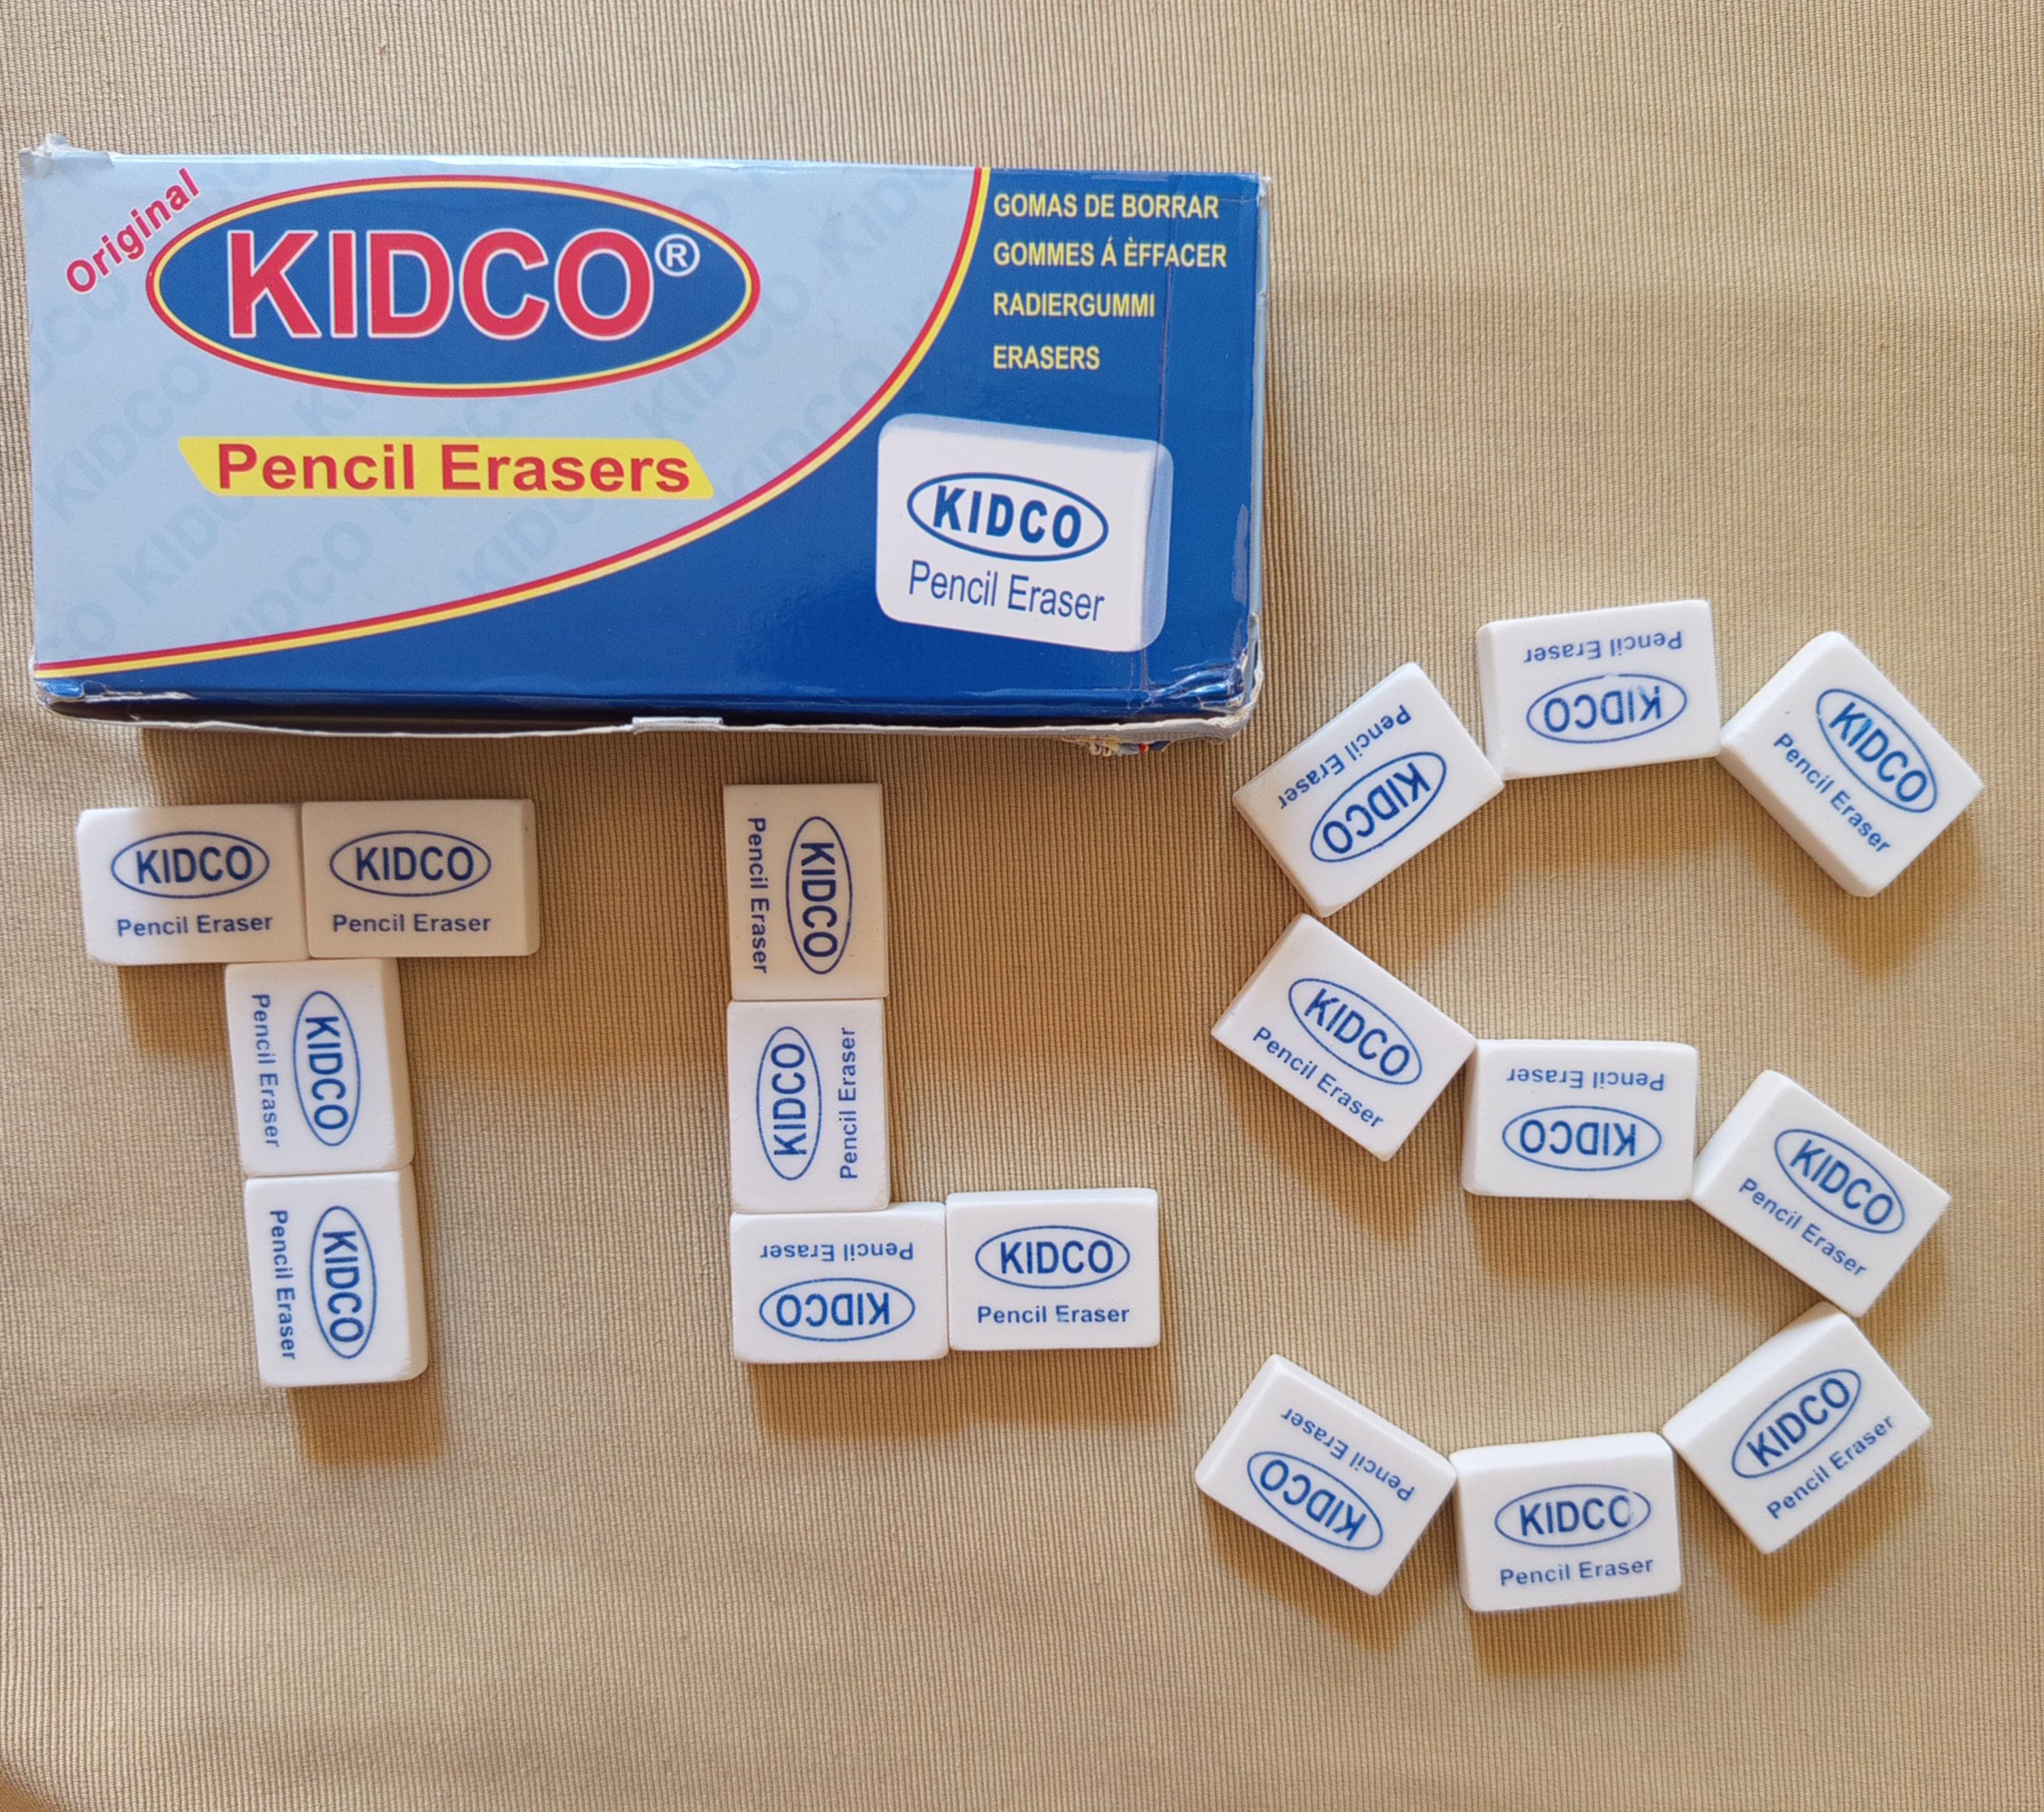 Original
KIDCO®
Pencil Erasers
GOMAS DE BORRAR
GOMMES Á ÈFFACER
RADIERGUMMI
ERASERS
KIDCO
Pencil Eraser
KIDCO
Pencil Eraser
KIDCO
Pencil Eraser
KIDCO
Pencil Eraser
KIDCO
Pencil Eraser
KIDCO
Pencil Eraser
KIDCO
Pencil Eraser
KIDCO
Pencil Eraser
KIDCO
Pencil Eraser
KIDCO
Pencil Eraser
KIDCO
Pencil Eraser
KIDCO
Pencil Eraser
KIDCO
Pencil Eraser
KIDCO
Pencil Eraser
KIDCO
Pencil Eraser
KIDCO
Pencil Eraser
KIDCO
Pencil Eraser
KIDCO
Pencil Eraser